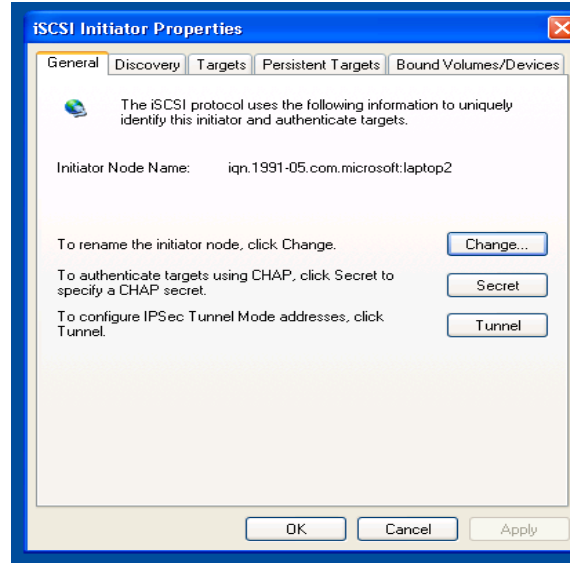 iSCSI Initiator Properties
General Discovery Targets Persistent Targets Bound Volumes/Devices
The iSCSI protocol uses the following information to uniquely
identify this initiator and authenticate targets.
Initiator Node Name: iqn.1991-05.com.microsoft:laptop2
To rename the initiator node, click Change. Change...
To authenticate targets using CHAP, click Secret to
specify a CHAP secret. Secret
To configure IPSec Tunnel Mode addresses, click
Tunnel. Tunnel
OK Cancel Apply